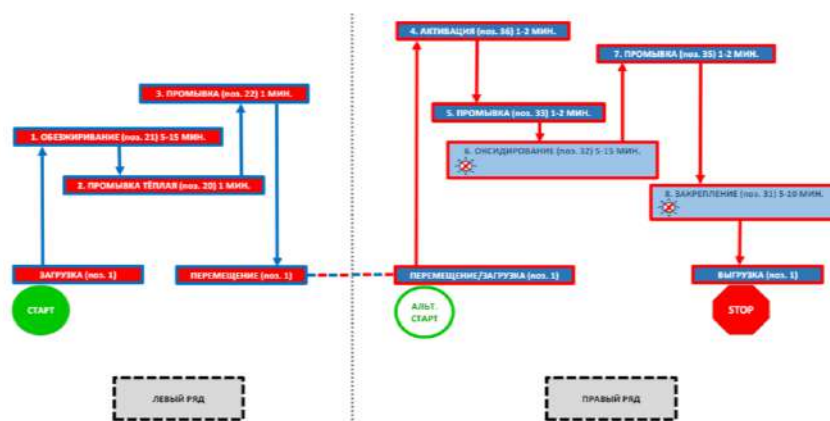 4. АКТИВАЦИЯ (поз. 36) 1-2 МИН.
7. ПРОМЫВКА (поз. 35) 1-2 МИН.
3. ПРОМЫВКА (поз. 22) 1 МИН.
5. ПРОМЫВКА (поз. 33) 1-2 МИН.
1. ОБЕЗЖИРИВАНИЕ (поз. 21) 5-15 МИН.
6. ОКСИДИРОВАНИЕ (поз. 32) 5-15 МИН.
2. ПРОМЫВКА ТЁПЛАЯ (поз. 20) 1 МИН.
8. ЗАКРЕПЛЕНИЕ (поз. 31) 5-10 МИН.
ЗАГРУЗКА (поз. 1)
ПЕРЕМЕЩЕНИЕ (поз. 1)
ПЕРЕМЕЩЕНИЕ/ЗАГРУЗКА (поз. 1)
ВЫГРУЗКА (поз. 1)
СТАРТ
АЛЬТ.
СТАРТ
STOP
ЛЕВЫЙ РЯД
ПРАВЫЙ РЯД